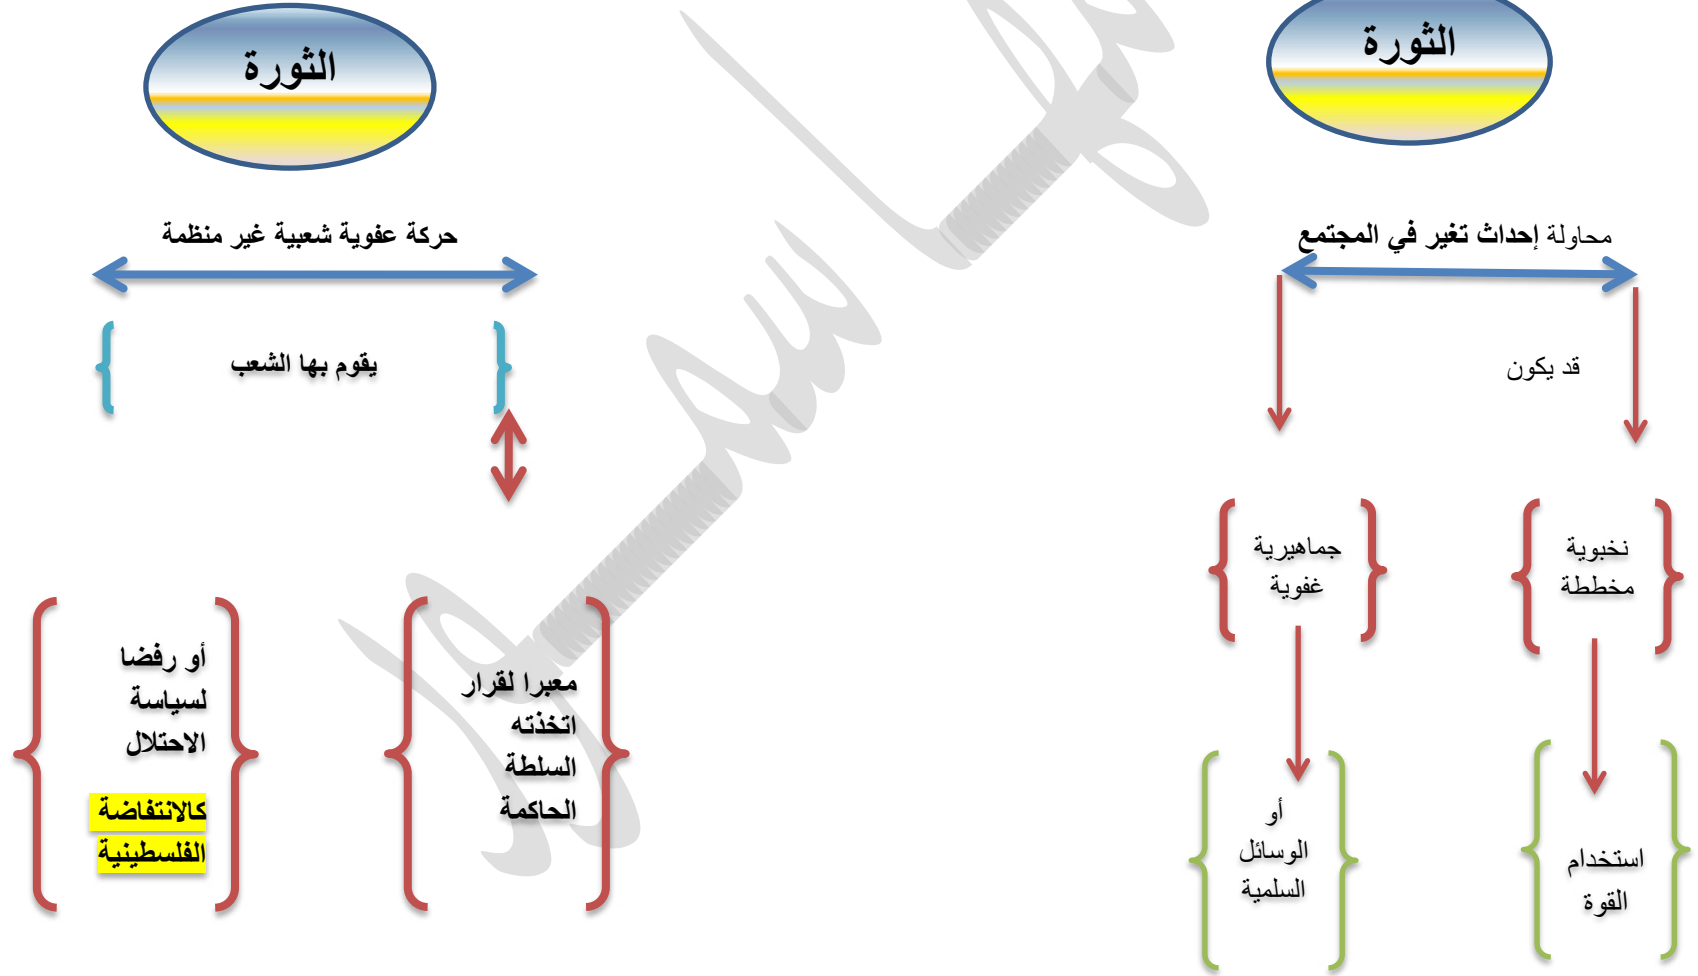 الثورة
محاولة إحداث تغير في المجتمع
قد يكون
نخبوية
مخططة
جماهيرية
غفوية
استخدام
القوة
أو
الوسائل
السلمية
الثورة
حركة عفوية شعبية غير منظمة
يقوم بها الشعب
معبرا لقرار
اتخذته
السلطة
الحاكمة
أو رفضا
لسياسة
الاحتلال
كالانتفاضة
الفلسطينية